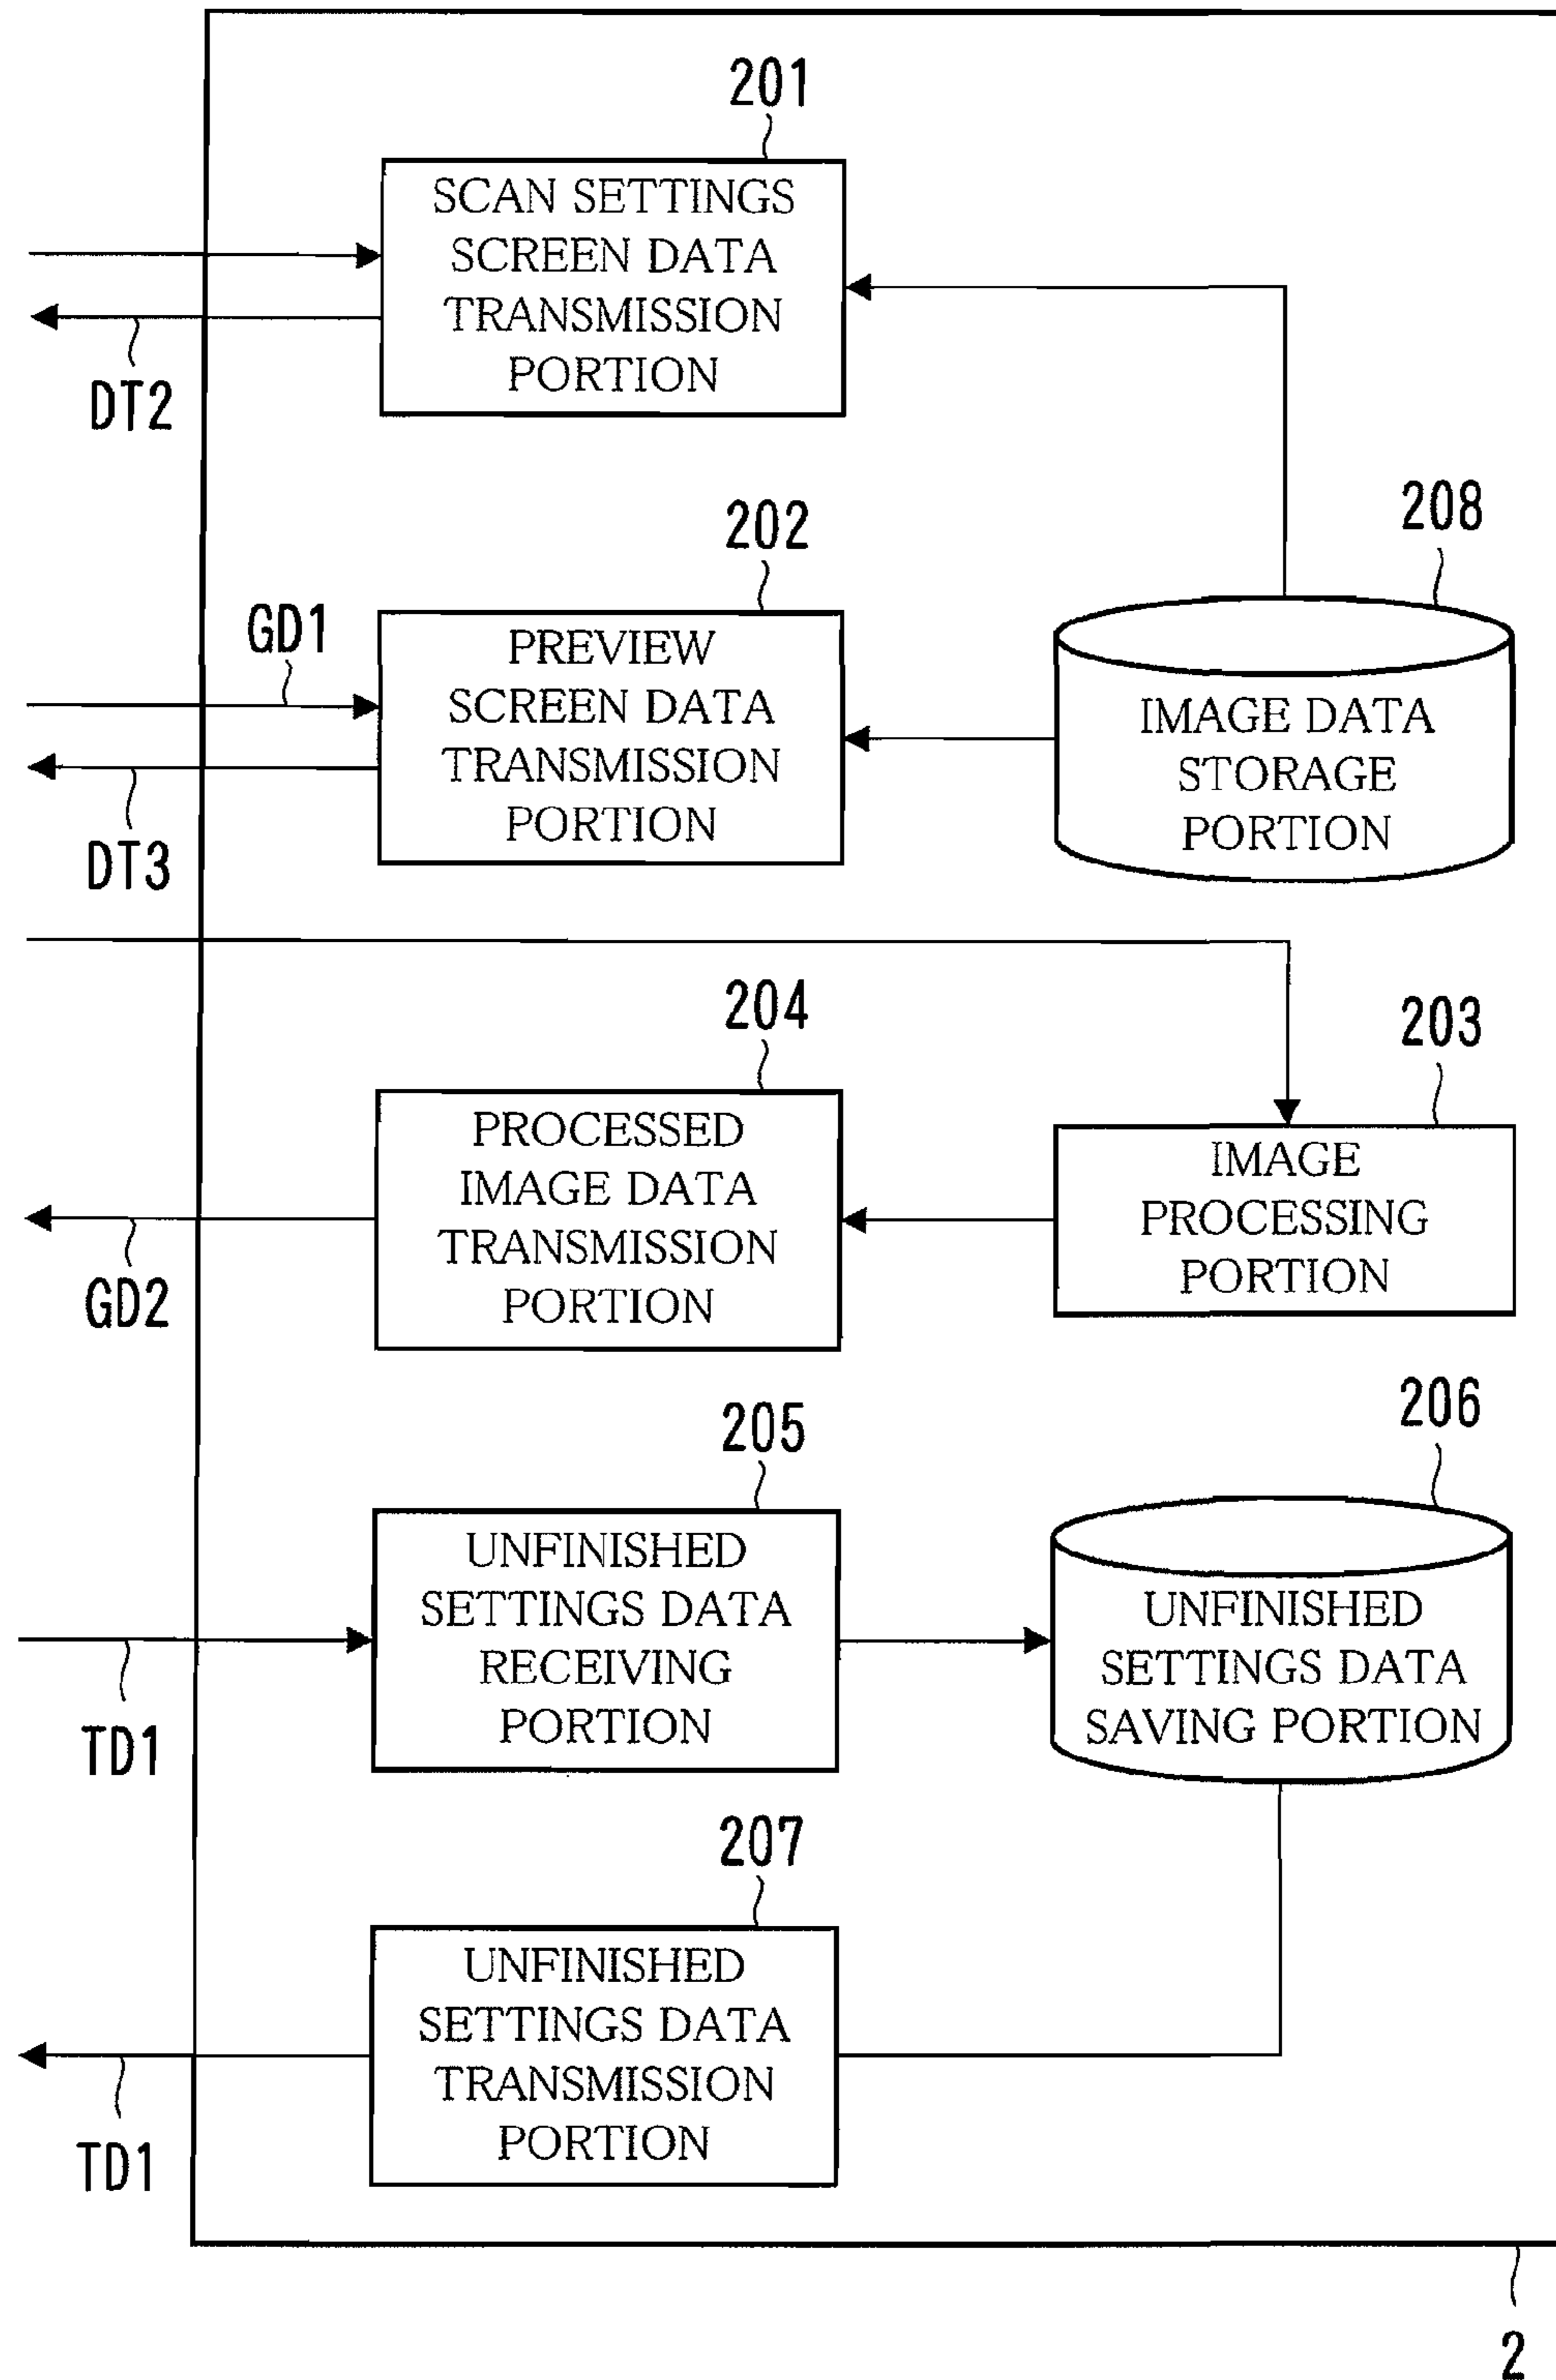 201
SCAN SETTINGS
SCREEN DATA
TRANSMISSION
PORTION
DT2
202
GD1
PREVIEW
SCREEN DATA
TRANSMISSION
PORTION
DT3
208
IMAGE DATA
STORAGE
PORTION
204
PROCESSED
IMAGE DATA
TRANSMISSION
PORTION
GD2
203
IMAGE
PROCESSING
PORTION
205
UNFINISHED
SETTINGS DATA
RECEIVING
PORTION
TD1
206
UNFINISHED
SETTINGS DATA
SAVING PORTION
207
UNFINISHED
SETTINGS DATA
TRANSMISSION
PORTION
TD1
2